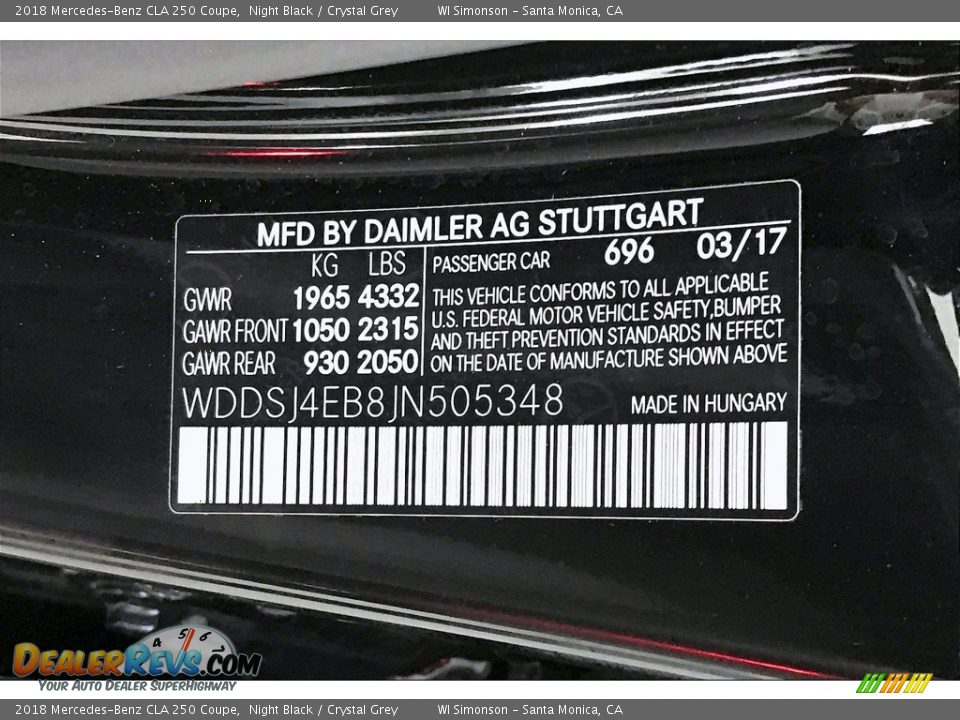 2018 Mercedes-Benz CLA 250 Coupe,  Night Black / Crystal Grey        WI Simonson - Santa Monica, CA
MFD BY DAIMLER AG STUTTGART
KG LBS
GVWR 1965 4332
GAWR FRONT 1050 2315
GAWR REAR 930 2050
PASSENGER CAR 696 03/17
THIS VEHICLE CONFORMS TO ALL APPLICABLE
U.S. FEDERAL MOTOR VEHICLE SAFETY,BUMPER
AND THEFT PREVENTION STANDARDS IN EFFECT
ON THE DATE OF MANUFACTURE SHOWN ABOVE
WDDSJ4EB8JN505348
MADE IN HUNGARY
4 5 6 7
DEALERREVS.COM
YOUR AUTO DEALER SUPERHIGHWAY
2018 Mercedes-Benz CLA 250 Coupe,  Night Black / Crystal Grey        WI Simonson - Santa Monica, CA